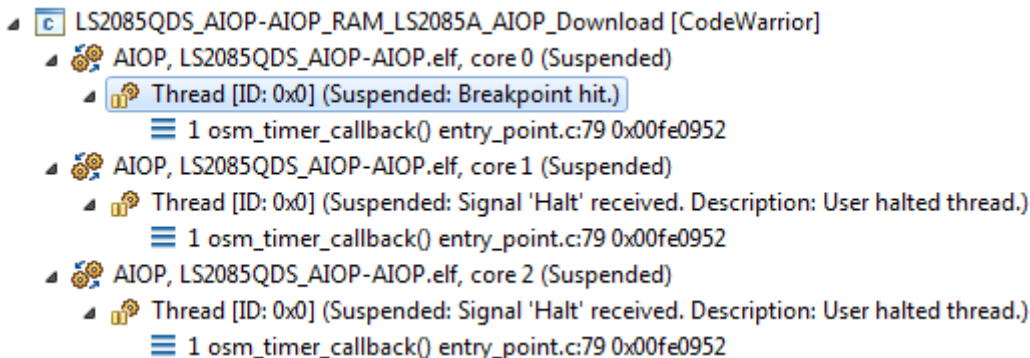 LS2085QDS_AIOP-AIOP_RAM_LS2085A_AIOP_Download [CodeWarrior]
AIOP, LS2085QDS_AIOP-AIOP.elf, core 0 (Suspended)
Thread [ID: 0x0] (Suspended: Breakpoint hit.)
1 osm_timer_callback() entry_point.c:79 0x00fe0952
AIOP, LS2085QDS_AIOP-AIOP.elf, core 1 (Suspended)
Thread [ID: 0x0] (Suspended: Signal 'Halt' received. Description: User halted thread.)
1 osm_timer_callback() entry_point.c:79 0x00fe0952
AIOP, LS2085QDS_AIOP-AIOP.elf, core 2 (Suspended)
Thread [ID: 0x0] (Suspended: Signal 'Halt' received. Description: User halted thread.)
1 osm_timer_callback() entry_point.c:79 0x00fe0952